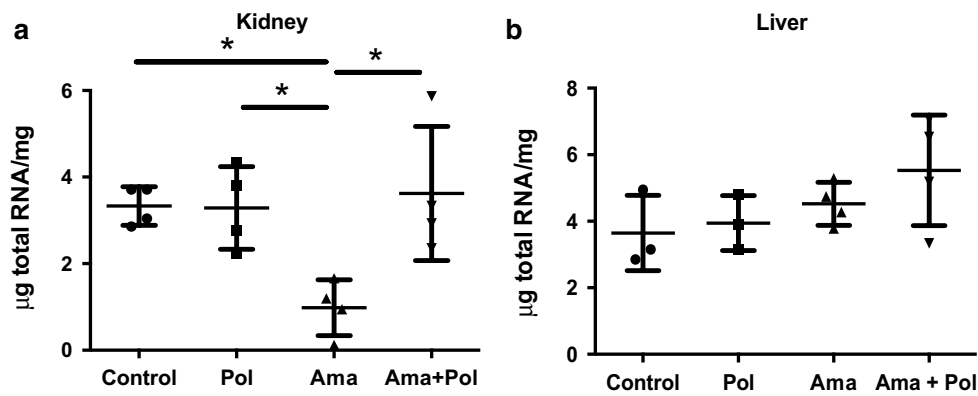 a
Kidney
*
*
*
µg total RNA/mg
6
4
2
0
Control Pol Ama Ama+Pol
b
Liver
µg total RNA/mg
8
6
4
2
0
Control Pol Ama Ama + Pol